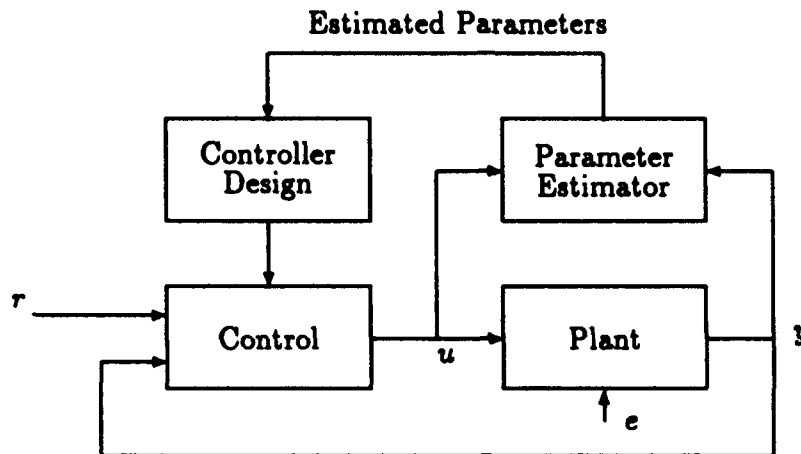 Estimated Parameters
Controller
Design
Parameter
Estimator
r
Control
u
Plant
e